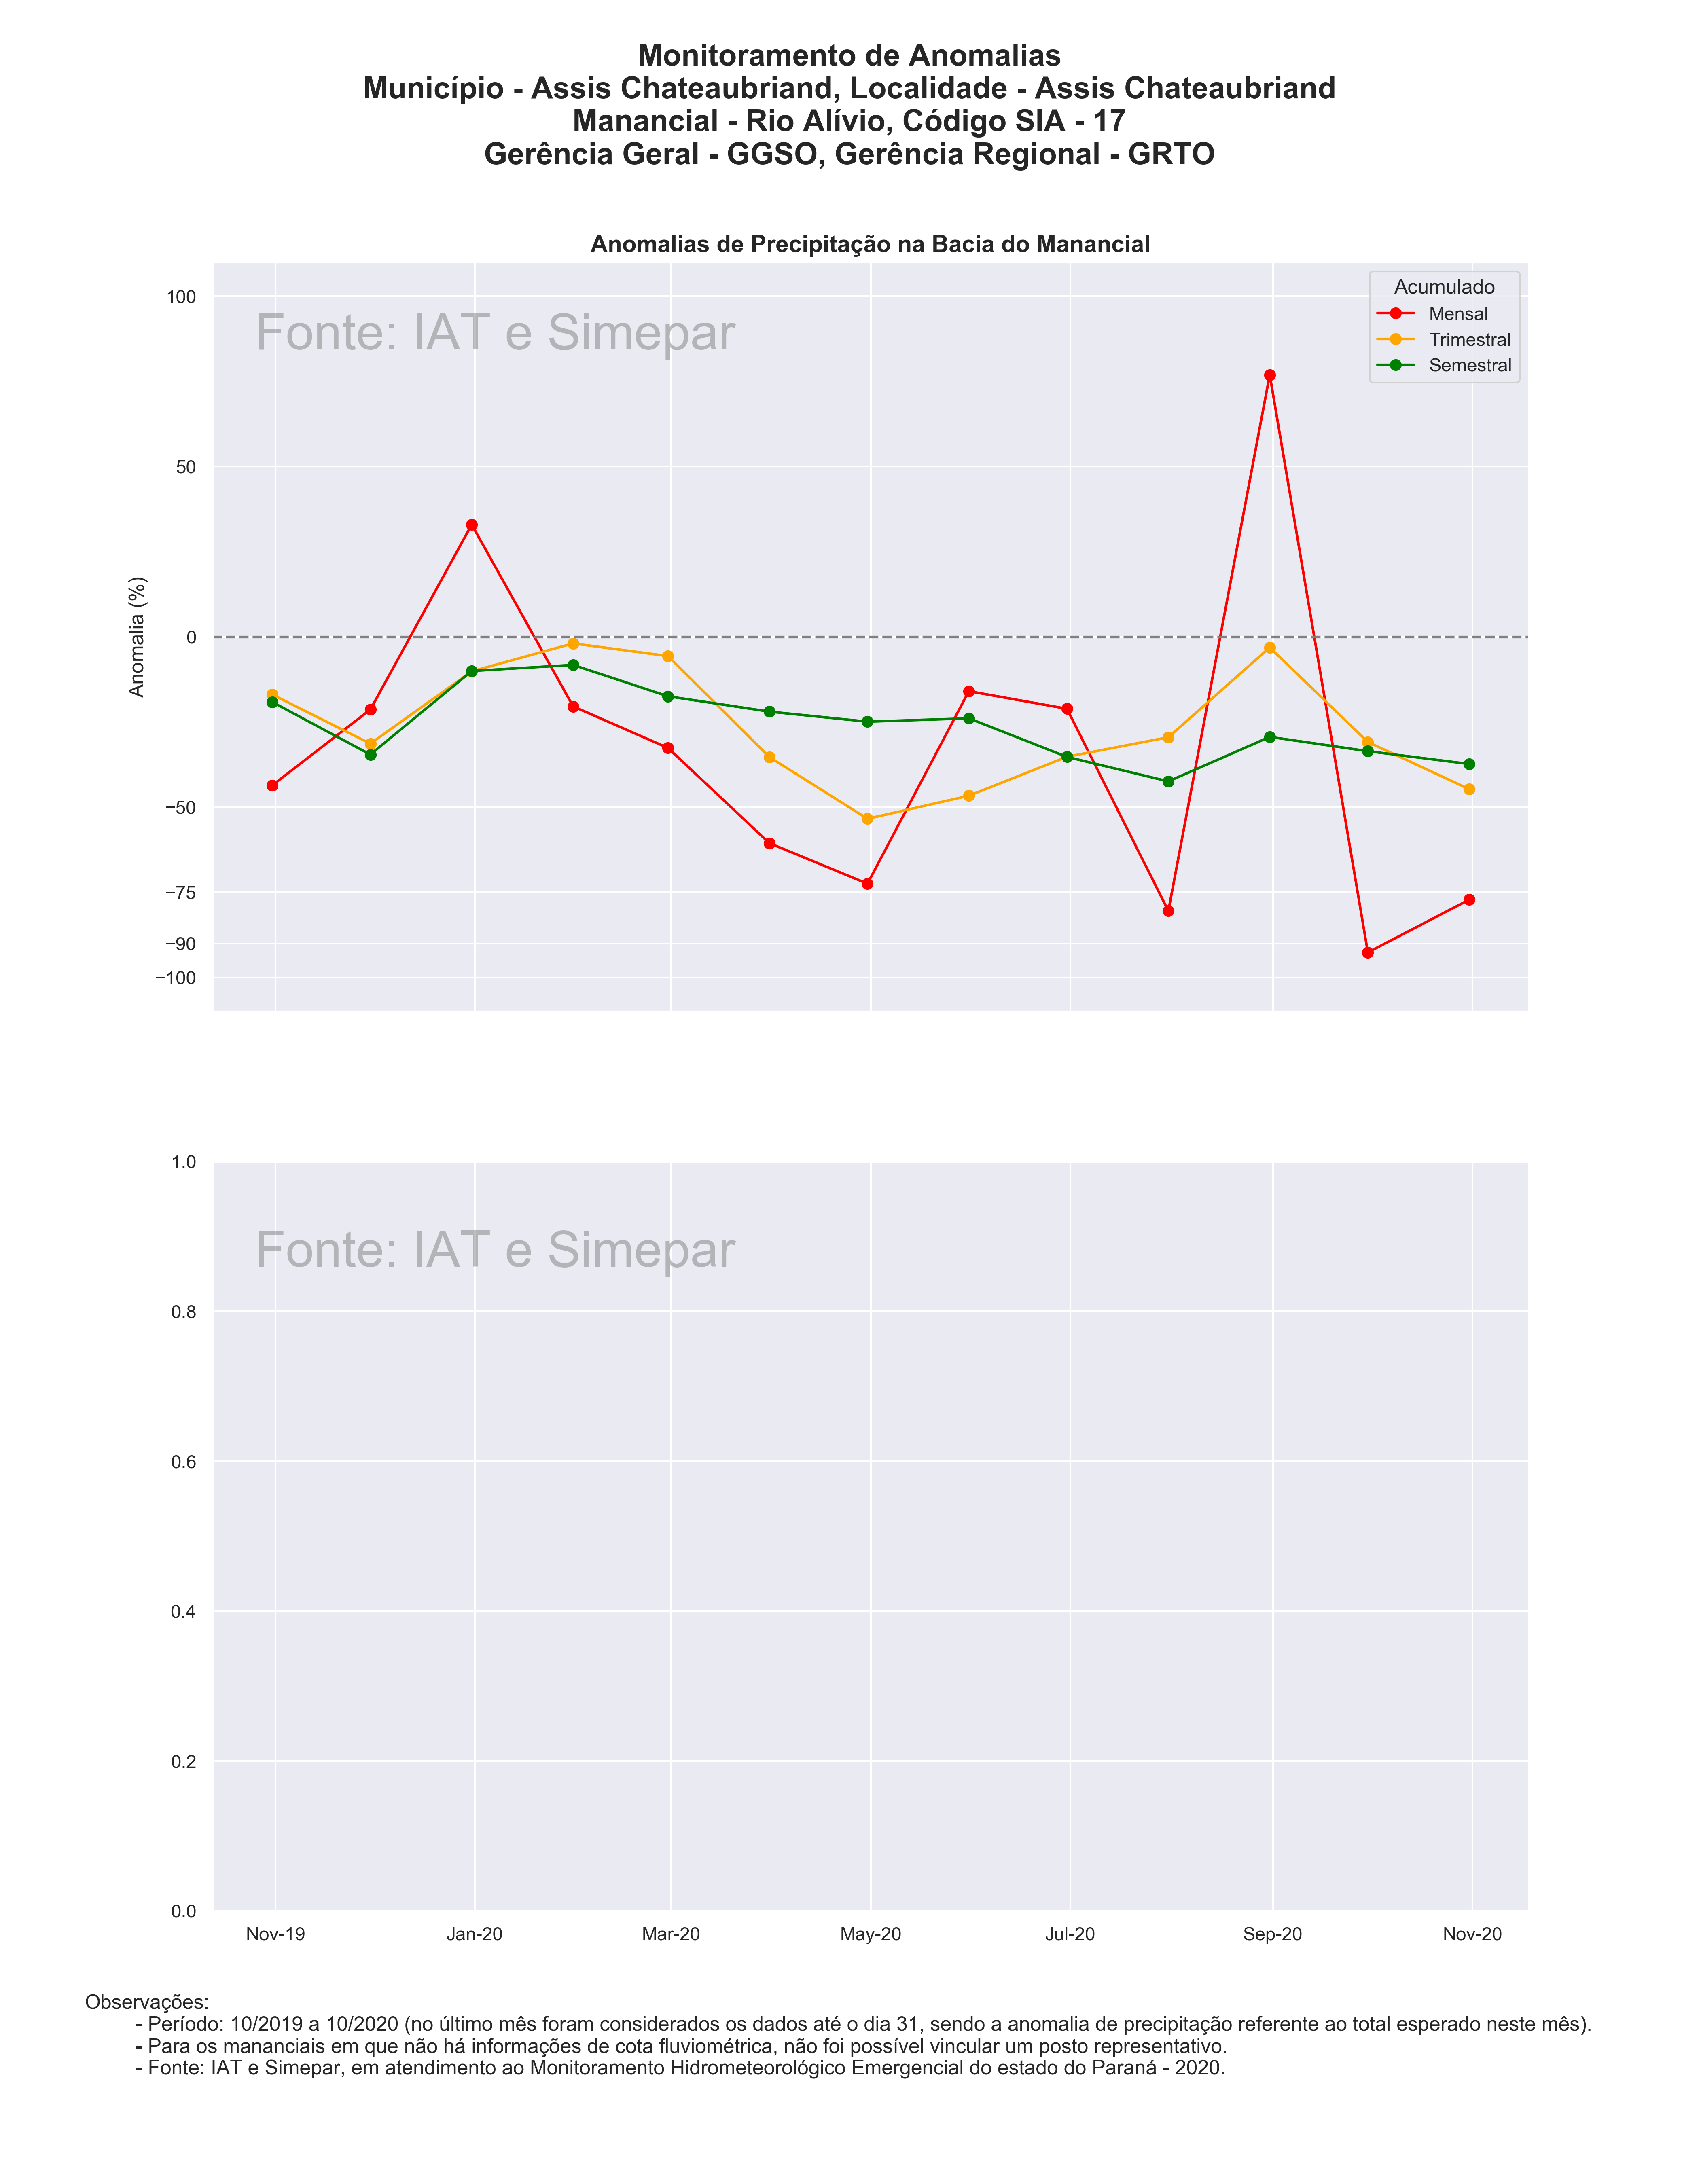 Monitoramento de Anomalias
Município - Assis Chateaubriand, Localidade - Assis Chateaubriand
Manancial - Rio Alívio, Código SIA - 17
Gerência Geral - GGSO, Gerência Regional - GRTO
Anomalias de Precipitação na Bacia do Manancial
Fonte: IAT e Simepar
Acumulado
Mensal
Trimestral
Semestral
Anomalia (%)
100
50
0
−50
−75
−90
−100
Fonte: IAT e Simepar
1.0
0.8
0.6
0.4
0.2
0.0
Nov-19 Jan-20 Mar-20 May-20 Jul-20 Sep-20 Nov-20
Observações:
- Período: 10/2019 a 10/2020 (no último mês foram considerados os dados até o dia 31, sendo a anomalia de precipitação referente ao total esperado neste mês).
- Para os mananciais em que não há informações de cota fluviométrica, não foi possível vincular um posto representativo.
- Fonte: IAT e Simepar, em atendimento ao Monitoramento Hidrometeorológico Emergencial do estado do Paraná - 2020.